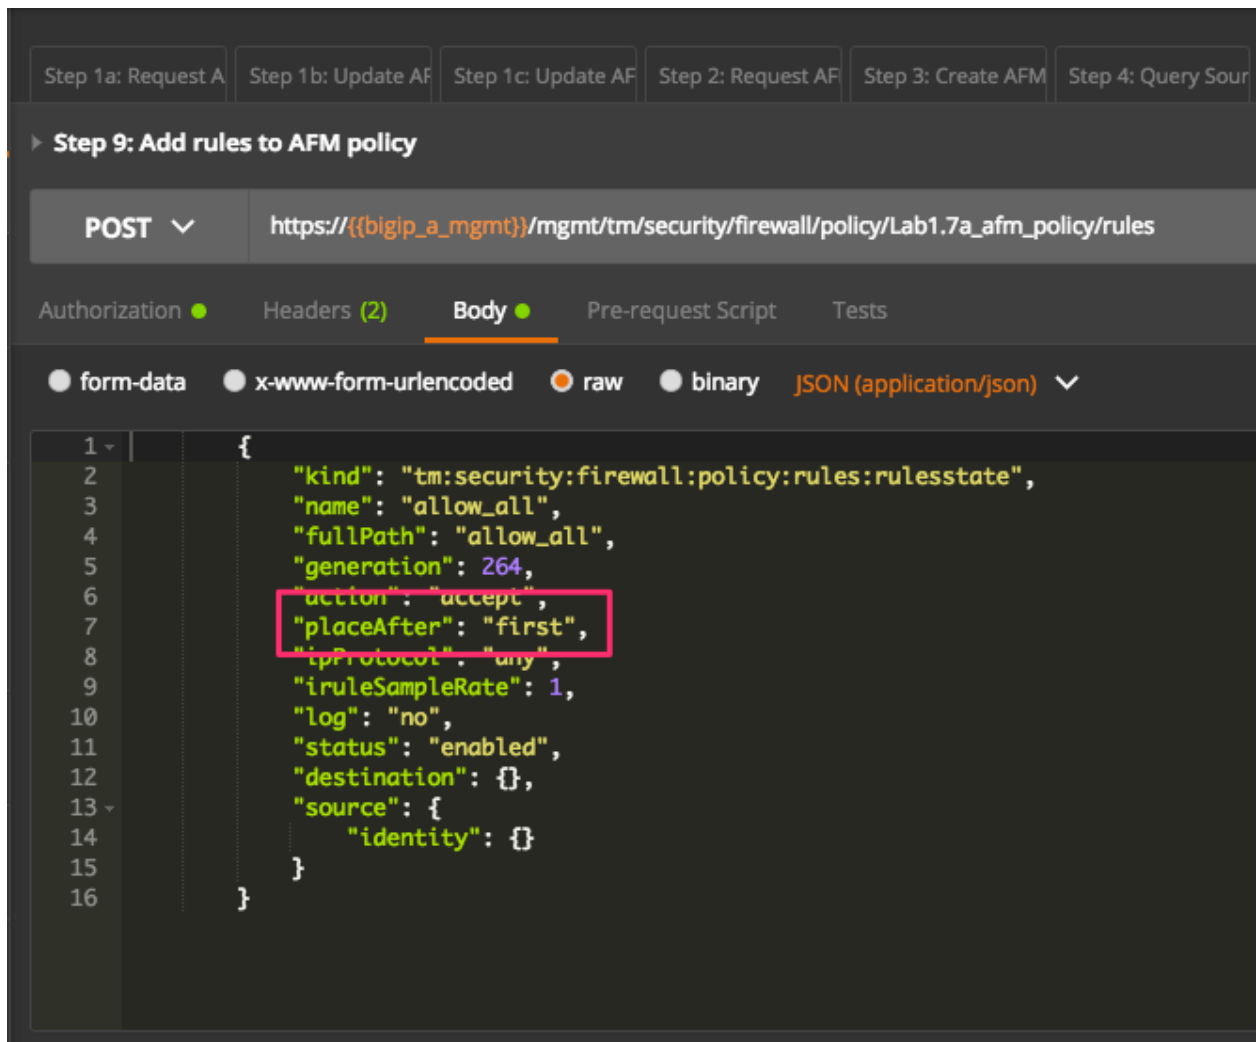 Step 1a: Request A Step 1b: Update AF Step 1c: Update AF Step 2: Request AF Step 3: Create AFM Step 4: Query Sour
Step 9: Add rules to AFM policy
POST https://{{bigip_a_mgmt}}/mgmt/tm/security/firewall/policy/Lab1.7a_afm_policy/rules
Authorization Headers (2) Body Pre-request Script Tests
form-data x-www-form-urlencoded raw binary JSON (application/json)
1 {
2 "kind": "tm:security:firewall:policy:rules:rulesstate",
3 "name": "allow_all",
4 "fullPath": "allow_all",
5 "generation": 264,
6 "action": "accept",
7 "placeAfter": "first",
8 "ipProtocol": "any",
9 "iruleSampleRate": 1,
10 "log": "no",
11 "status": "enabled",
12 "destination": {},
13 "source": {
14 "identity": {}
15 }
16 }